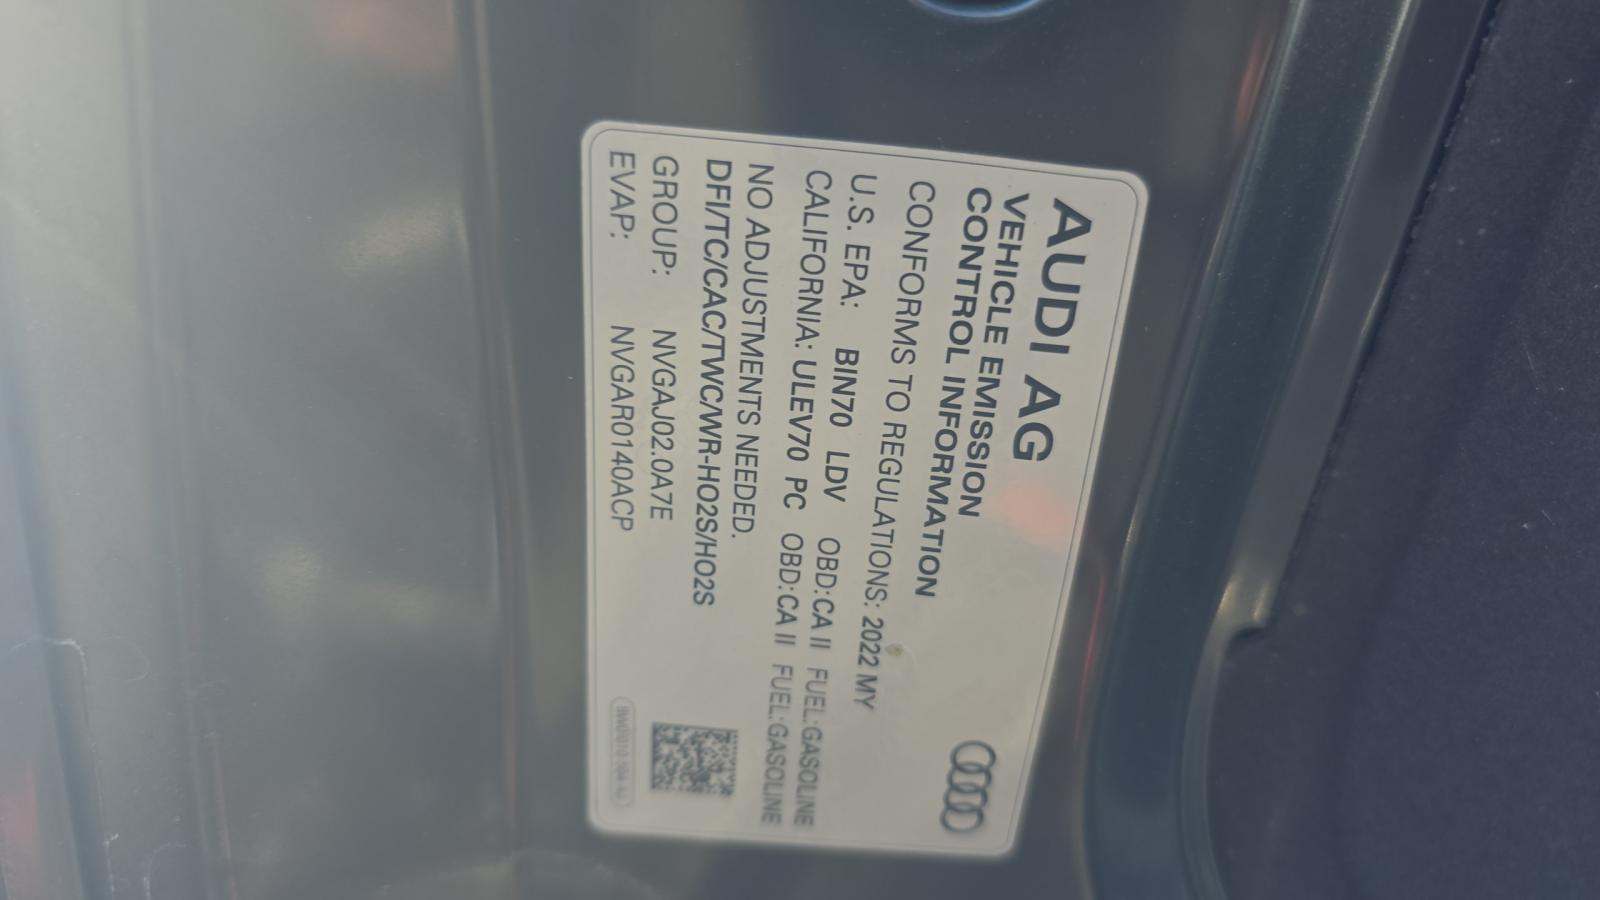 AUDI AG
VEHICLE EMISSION
CONTROL INFORMATION
CONFORMS TO REGULATIONS: 2022 MY
U.S. EPA: BIN70 LDV OBD:CA II FUEL:GASOLINE
CALIFORNIA: ULEV70 PC OBD:CA II FUEL:GASOLINE
NO ADJUSTMENTS NEEDED.
DFI/TC/CAC/TWC/WR-HO2S/HO2S
GROUP: NVGAJ02.0A7E
EVAP: NVGAR0140ACP